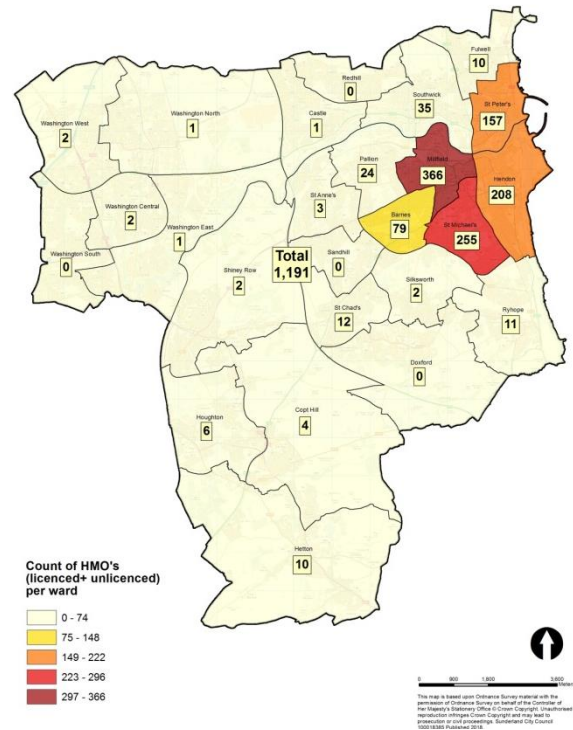 Fulwell
10
Redhill
0
Southwick
35
St Peter's
157
Washington West
2
Washington North
1
Castle
1
Pallion
24
Millfield
366
Hendon
208
St Anne's
3
Washington Central
2
Washington East
1
Barnes
79
St Michael's
255
Washington South
0
Shiney Row
2
Total
1,191
Sandhill
0
Silksworth
2
St Chad's
12
Ryhope
11
Doxford
0
Houghton
6
Copt Hill
4
Hetton
10
Count of HMO's
(licenced+ unlicenced)
per ward
0 - 74
75 - 148
149 - 222
223 - 296
297 - 366
0 900 1,800 3,600
Meters
This map is based upon Ordnance Survey material with the
permission of Ordnance Survey on behalf of the Controller of
Her Majesty's Stationery Office © Crown Copyright. Unauthorised
reproduction infringes Crown Copyright and may lead to
prosecution or civil proceedings. Sunderland City Council
100018385 Published 2018.